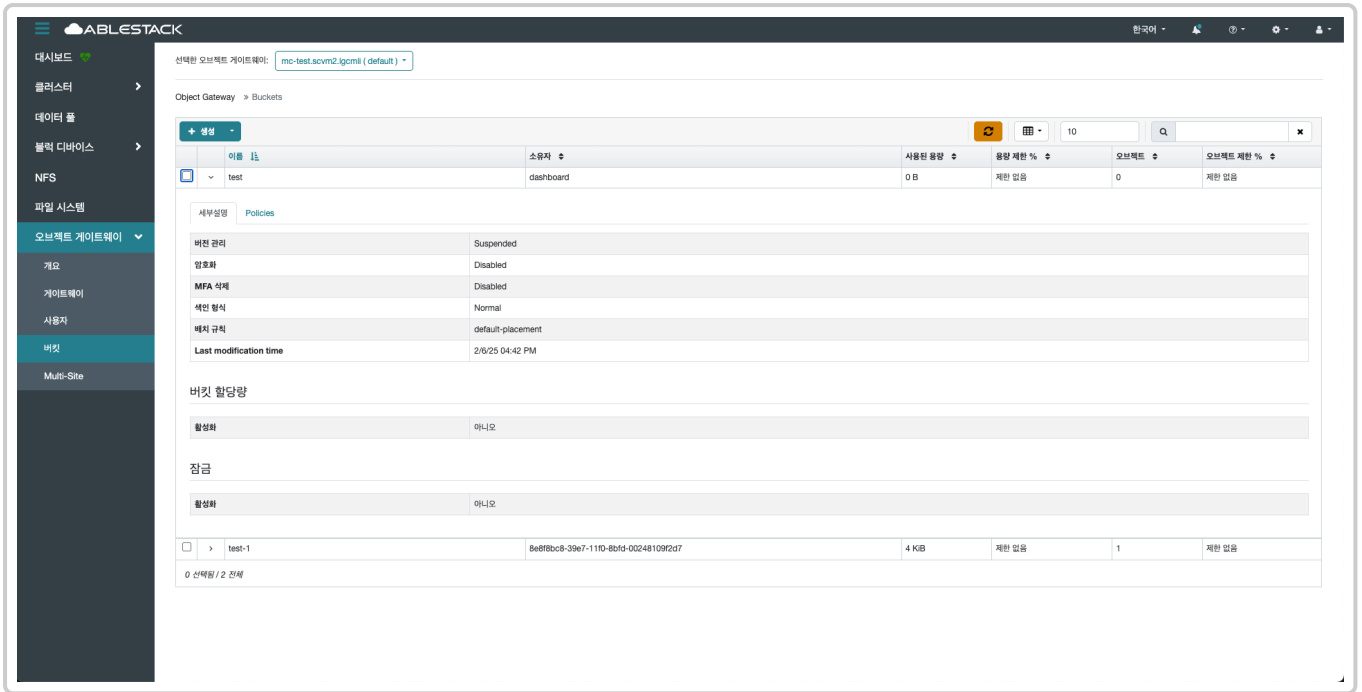 ABLESTACK 한국어
대시보드
클러스터
데이터 풀
블럭 디바이스
NFS
파일 시스템
오브젝트 게이트웨이
개요
게이트웨이
사용자
버킷
Multi-Site
선택한 오브젝트 게이트웨이: mc-test.scvm2.lgcmli ( default )
Object Gateway » Buckets
+ 생성 10
이름 소유자 사용된 용량 용량 제한 % 오브젝트 오브젝트 제한 %
test dashboard 0 B 제한 없음 0 제한 없음
세부설명 Policies
버전 관리 Suspended
암호화 Disabled
MFA 삭제 Disabled
색인 형식 Normal
배치 규칙 default-placement
Last modification time 2/6/25 04:42 PM
버킷 할당량
활성화 아니오
잠금
활성화 아니오
test-1 8e8f8bc8-39e7-11f0-8bfd-00248109f2d7 4 KiB 제한 없음 1 제한 없음
0 선택됨 / 2 전체